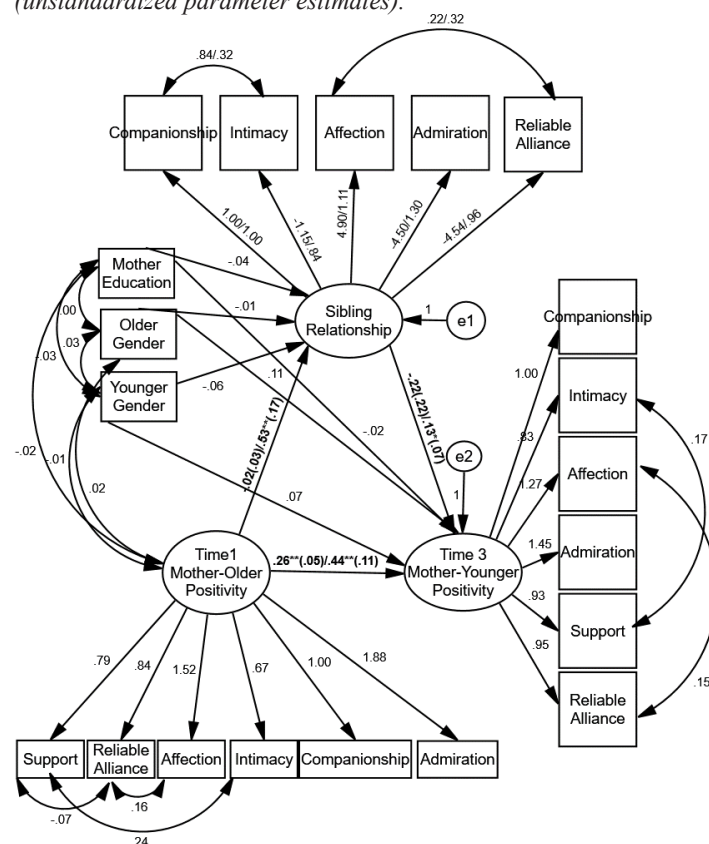 (unstandardized parameter estimates).
.84/.32
.22/.32
Companionship
Intimacy
Affection
Admiration
Reliable
Alliance
1.00/1.00
-1.15/.84
4.90/1.11
-4.50/1.30
-4.54/.96
Mother
Education
Older
Gender
Younger
Gender
-.04
-.01
-.06
.00
.03
-.03
-.02
-.01
.02
.11
-.02
.07
Sibling
Relationship
1
e1
-.02(.03)/.53**(.17)
-.22(.22)/.13*(.07)
e2
1
Time1
Mother-Older
Positivity
.26**(.05)/.44**(.11)
Time 3
Mother-Younger
Positivity
Companionship
Intimacy
Affection
Admiration
Support
Reliable
Alliance
1.00
.83
1.27
1.45
.93
.95
.17
.15
.79
.84
1.52
.67
1.00
1.88
Support
Reliable
Alliance
Affection
Intimacy
Companionship
Admiration
-.07
.16
.24